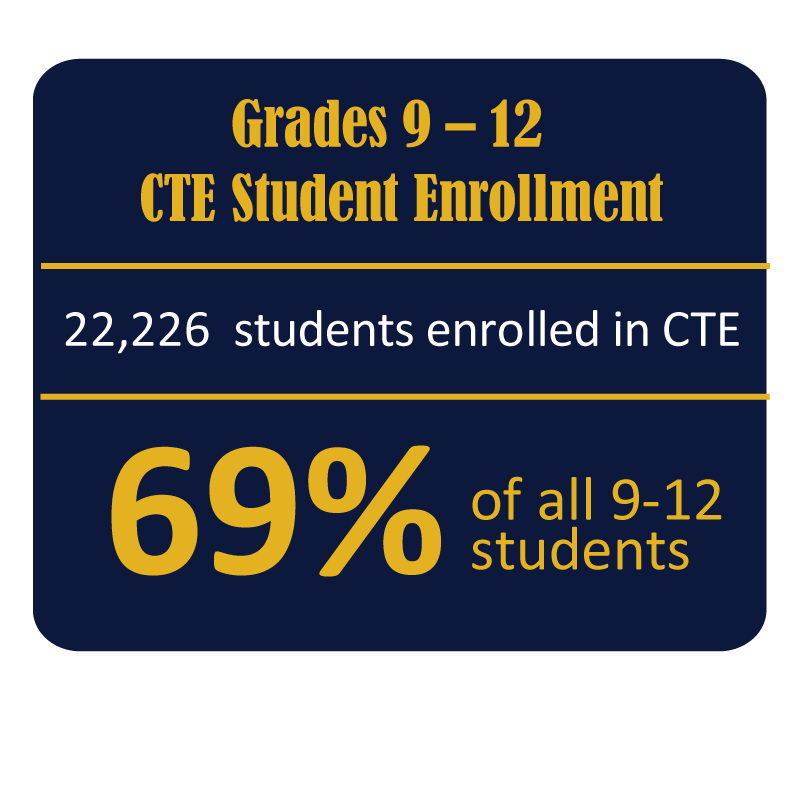 Grades 9 – 12
CTE Student Enrollment
22,226 students enrolled in CTE
69%
of all 9-12
students